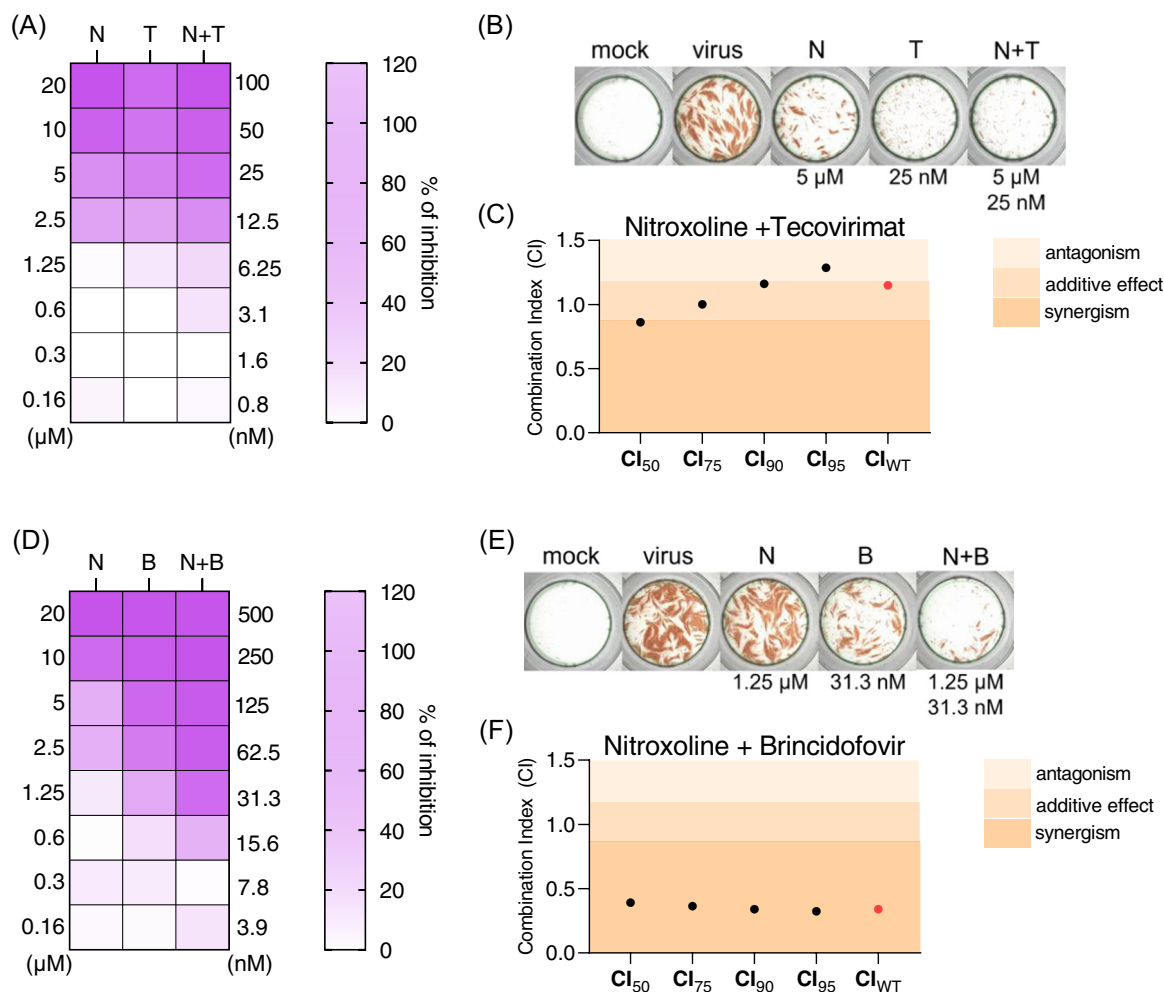 (A)
N T N+T
20 100
10 50
5 25
2.5 12.5
1.25 6.25
0.6 3.1
0.3 1.6
0.16 0.8
(µM) (nM)
120
100
80
60
40
20
0
% of inhibition
(B)
mock virus N T N+T
5 µM 25 nM 5 µM
25 nM
(C)
Nitroxoline +Tecovirimat
Combination Index (CI)
1.5
1.0
0.5
0.0
CI50 CI75 CI90 CI95 CIWT
antagonism
additive effect
synergism
(D)
N B N+B
20 500
10 250
5 125
2.5 62.5
1.25 31.3
0.6 15.6
0.3 7.8
0.16 3.9
(µM) (nM)
120
100
80
60
40
20
0
% of inhibition
(E)
mock virus N B N+B
1.25 µM 31.3 nM 1.25 µM
31.3 nM
(F)
Nitroxoline + Brincidofovir
Combination Index (CI)
1.5
1.0
0.5
0.0
CI50 CI75 CI90 CI95 CIWT
antagonism
additive effect
synergism